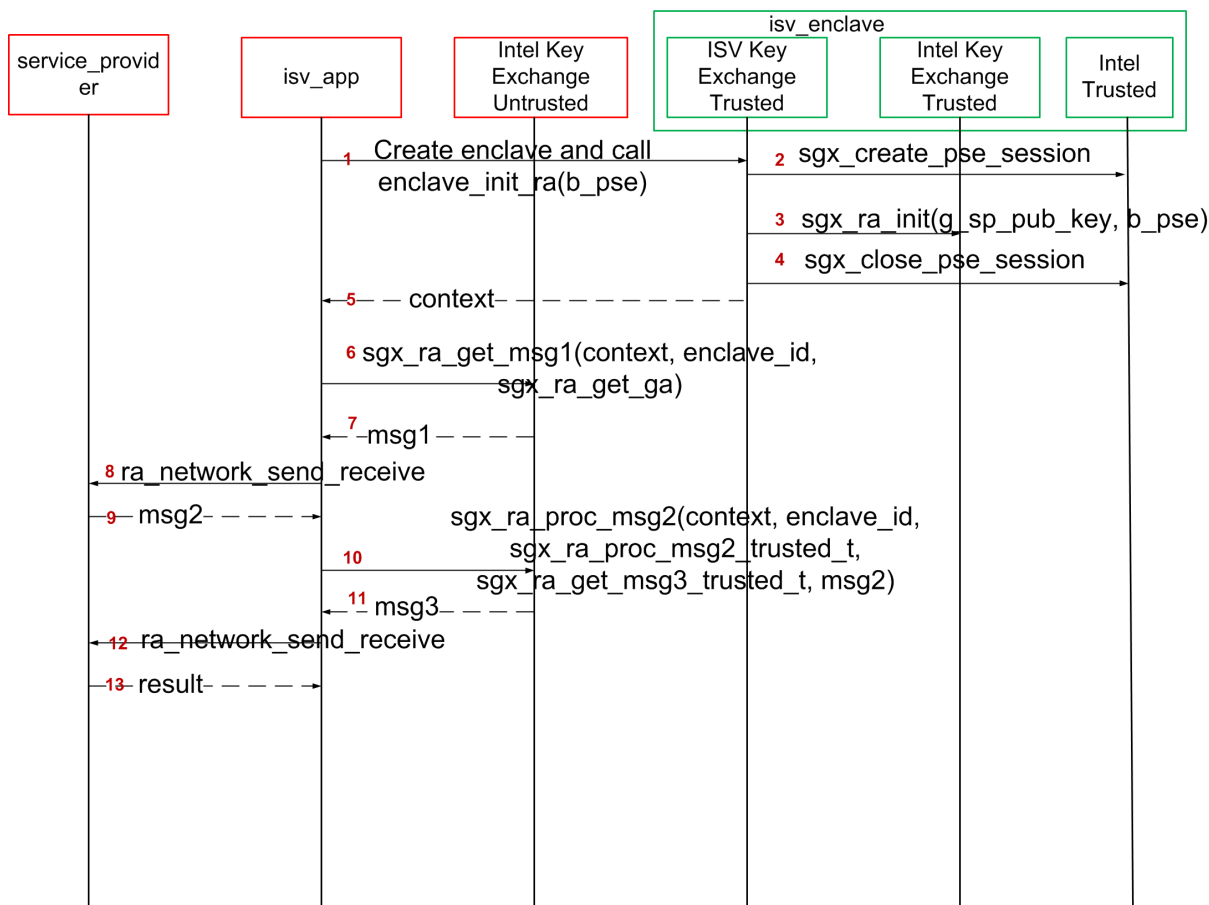 isv_enclave
service_provid
er
isv_app
Intel Key
Exchange
Untrusted
ISV Key
Exchange
Trusted
Intel Key
Exchange
Trusted
Intel
Trusted
1 Create enclave and call
enclave_init_ra(b_pse)
2 sgx_create_pse_session
3 sgx_ra_init(g_sp_pub_key, b_pse)
4 sgx_close_pse_session
5 context
6 sgx_ra_get_msg1(context, enclave_id,
sgx_ra_get_ga)
7 msg1
8 ra_network_send_receive
9 msg2
10 sgx_ra_proc_msg2(context, enclave_id,
sgx_ra_proc_msg2_trusted_t,
sgx_ra_get_msg3_trusted_t, msg2)
11 msg3
12 ra_network_send_receive
13 result